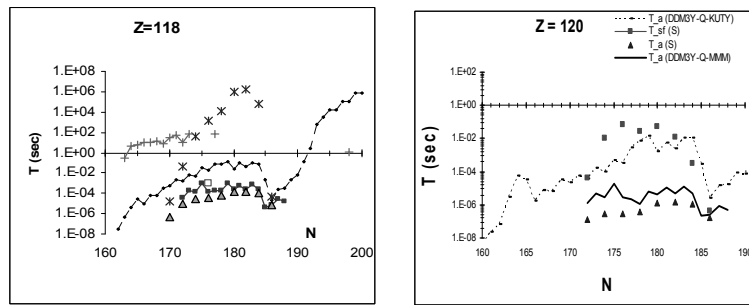 Z=118
T (sec)
1.E+08
1.E+06
1.E+04
1.E+02
1.E+00
1.E-02
1.E-04
1.E-06
1.E-08
160 170 180 190 200
N
Z = 120
T_a (DDM3Y-Q-KUTY)
T_sf (S)
T_a (S)
T_a (DDM3Y-Q-MMM)
T (sec)
1.E+02
1.E+00
1.E-02
1.E-04
1.E-06
1.E-08
160 165 170 175 180 185 190
N